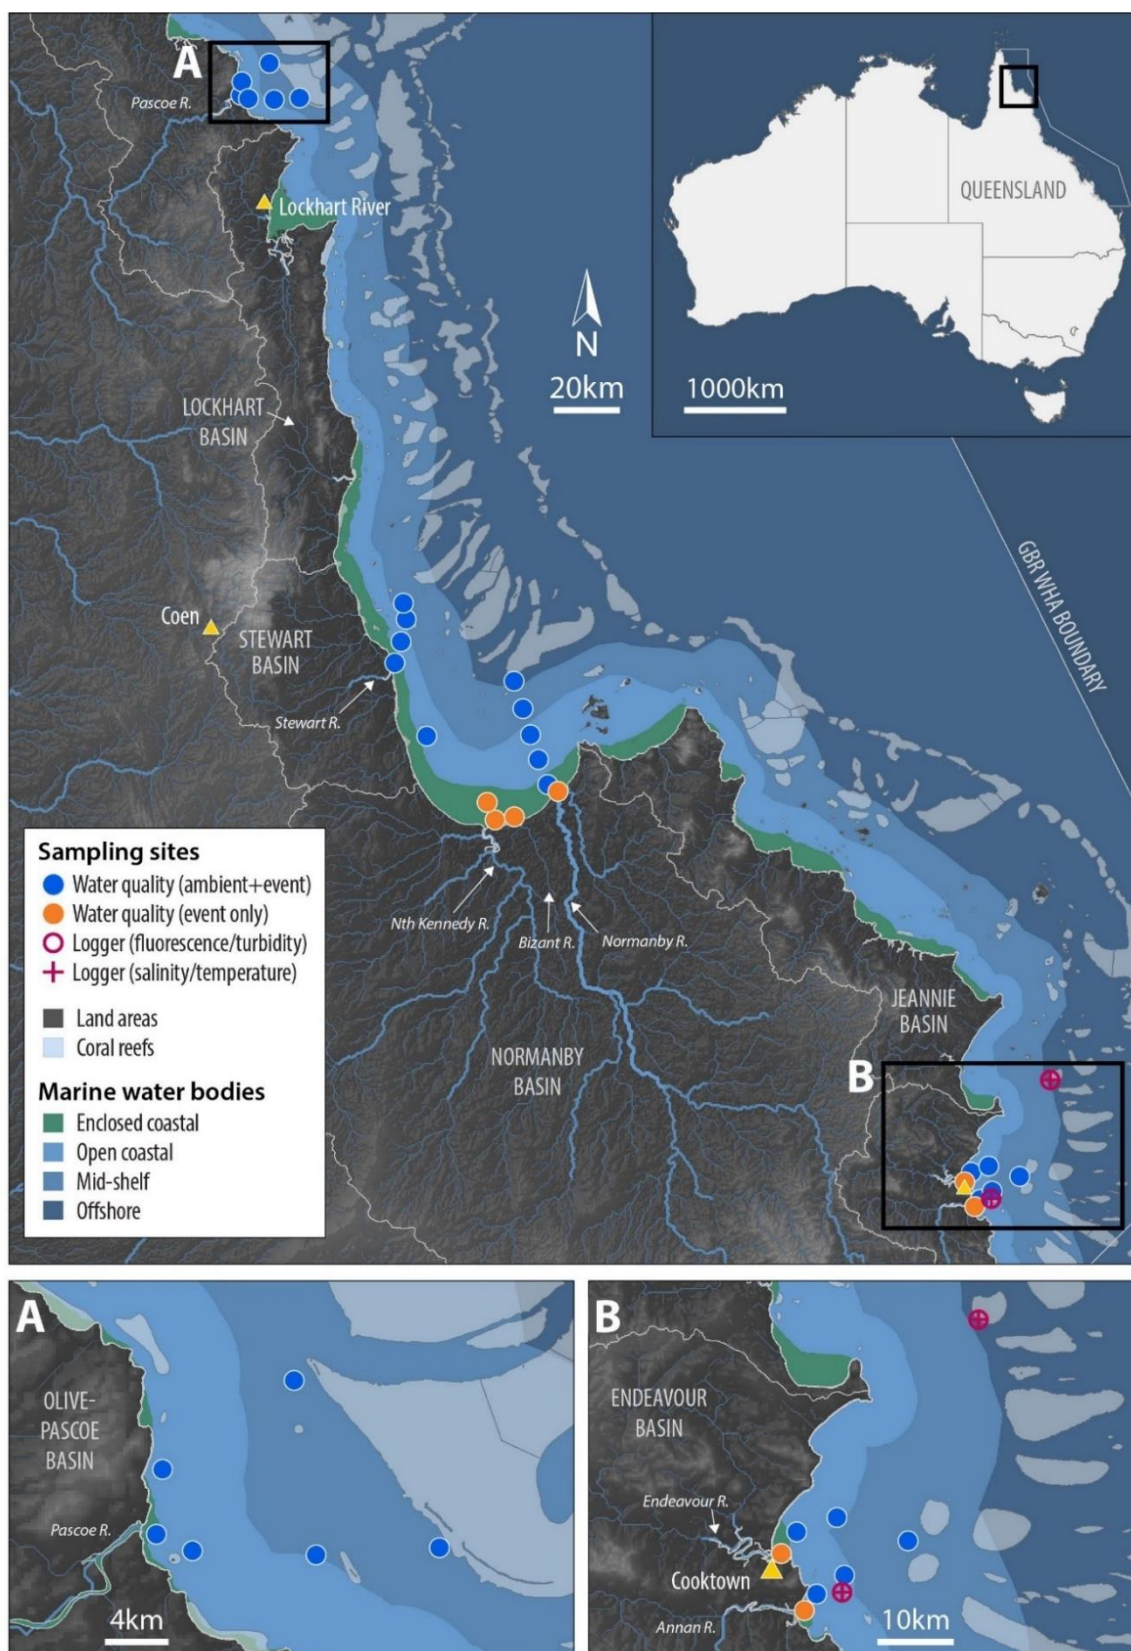 A
Pascoe R.
Lockhart River
QUEENSLAND
N
20km
1000km
LOCKHART
BASIN
GBR WHA BOUNDARY
Coen
STEWART
BASIN
Stewart R.
Sampling sites
Water quality (ambient+event)
Water quality (event only)
Logger (fluorescence/turbidity)
Logger (salinity/temperature)
Land areas
Coral reefs
Marine water bodies
Enclosed coastal
Open coastal
Mid-shelf
Offshore
Nth Kennedy R.
Bizant R.
Normanby R.
NORMANBY
BASIN
JEANNIE
BASIN
B
A
OLIVE-
PASCOE
BASIN
Pascoe R.
4km
B
ENDEAVOUR
BASIN
Endeavour R.
Cooktown
Annan R.
10km